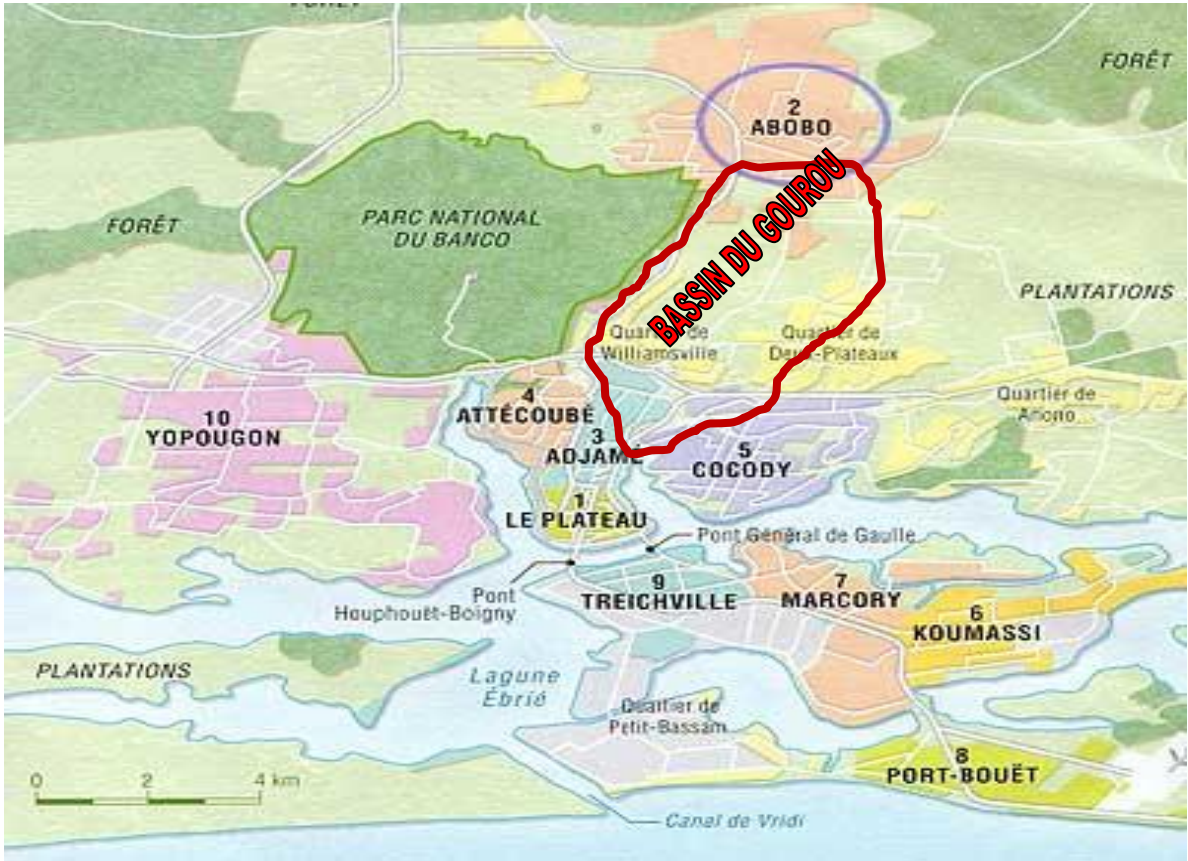 FORÊT
FORÊT
2
ABOBO
BASSIN DU GOUROU
PARC NATIONAL
DU BANCO
FORÊT
PLANTATIONS
Quartier de
Williamsville
Quartier de
Deux-Plateaux
Quartier de
Anono
4
ATTÉCOUBÉ
10
YOPOUGON
3
ADJAMÉ
5
COCODY
1
LE PLATEAU
Pont Général de Gaulle
Pont
Houphouët-Boigny
9
TREICHVILLE
7
MARCORY
6
KOUMASSI
PLANTATIONS
Lagune
Ébrié
Quartier de
Petit-Bassam
8
PORT-BOUËT
0 2 4 km
Canal de Vridi